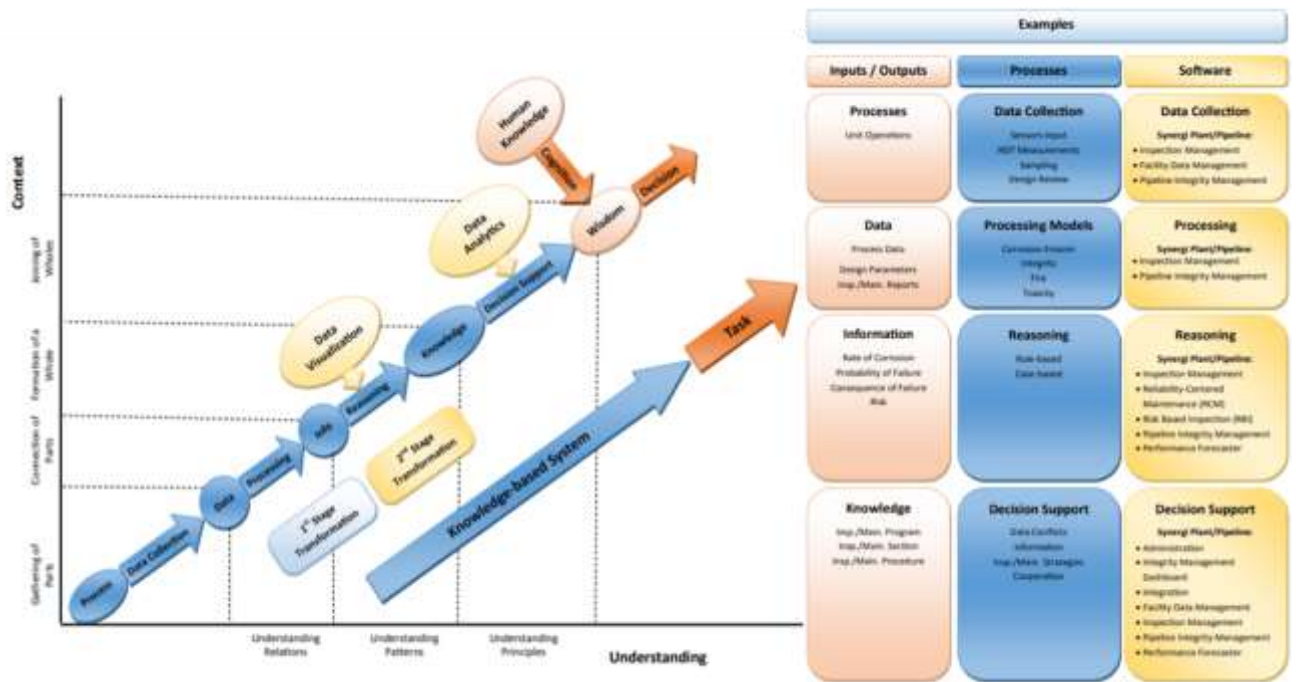 Context
Joining of
Wholes
Formation of a
Whole
Connection of
Parts
Gathering of
Parts
Process
Data Collection
Data
Processing
Info
Reasoning
Knowledge
Decision Support
Wisdom
Decision
Human
Knowledge
Cognition
Data
Analytics
Data
Visualization
1st Stage
Transformation
2nd Stage
Transformation
Knowledge-based System
Task
Understanding
Relations
Understanding
Patterns
Understanding
Principles
Understanding
Examples
Inputs / Outputs
Processes
Software
Processes
Unit Operations
Data Collection
Sensors Input
NDT Measurements
Sampling
Design Review
Data Collection
Synergi Plant/Pipeline:
• Inspection Management
• Facility Data Management
• Pipeline Integrity Management
Data
Process Data
Design Parameters
Insp./Main. Reports
Processing Models
Corrosion Erosion
Integrity
Fire
Toxicity
Processing
Synergi Plant/Pipeline:
• Inspection Management
• Pipeline Integrity Management
Information
Rate of Corrosion
Probability of Failure
Consequence of Failure
Risk
Reasoning
Rule-based
Case-based
Reasoning
Synergi Plant/Pipeline:
• Inspection Management
• Reliability-Centered
Maintenance (RCM)
• Risk Based Inspection (RBI)
• Pipeline Integrity Management
• Performance Forecaster
Knowledge
Insp./Main. Program
Insp./Main. Section
Insp./Main. Procedure
Decision Support
Data Conflicts
Information
Insp./Main. Strategies
Cooperation
Decision Support
Synergi Plant/Pipeline:
• Administration
• Integrity Management
Dashboard
• Integration
• Facility Data Management
• Inspection Management
• Pipeline Integrity Management
• Performance Forecaster